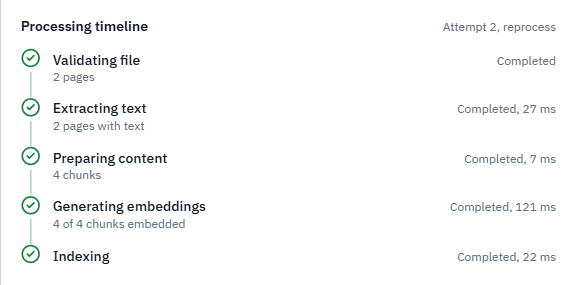 Processing timeline
Attempt 2, reprocess
Validating file
Completed
2 pages
Extracting text
Completed, 27 ms
2 pages with text
Preparing content
Completed, 7 ms
4 chunks
Generating embeddings
Completed, 121 ms
4 of 4 chunks embedded
Indexing
Completed, 22 ms